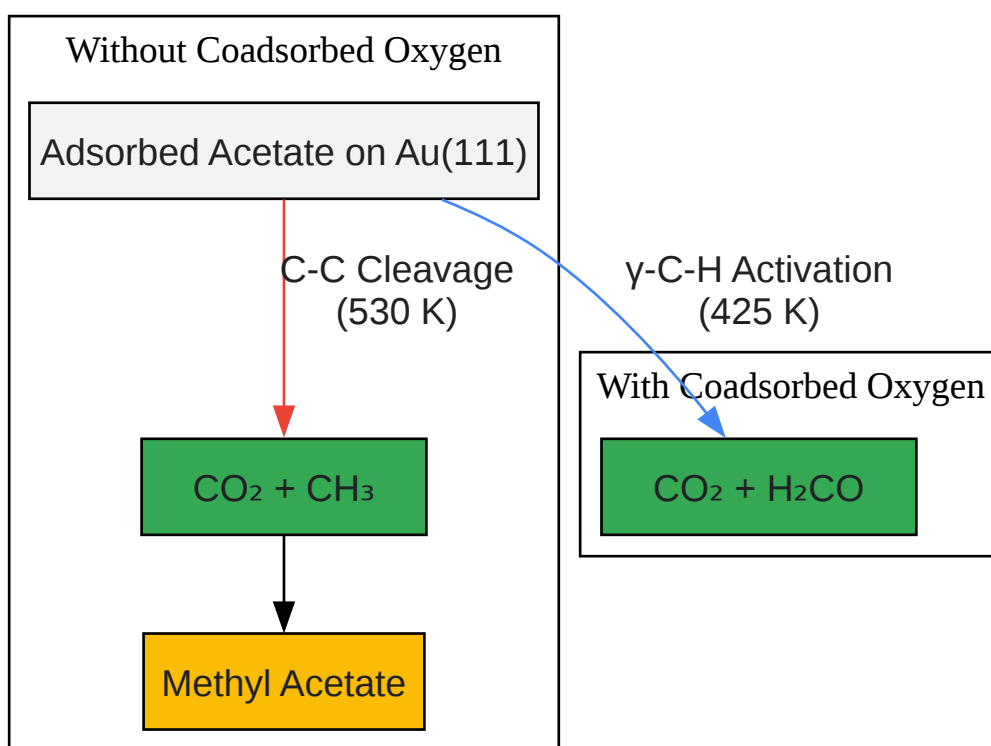 Without Coadsorbed Oxygen
Adsorbed Acetate on Au(111)
C-C Cleavage
(530 K)
γ-C-H Activation
(425 K)
With Coadsorbed Oxygen
CO₂ + CH₃
CO₂ + H₂CO
Methyl Acetate